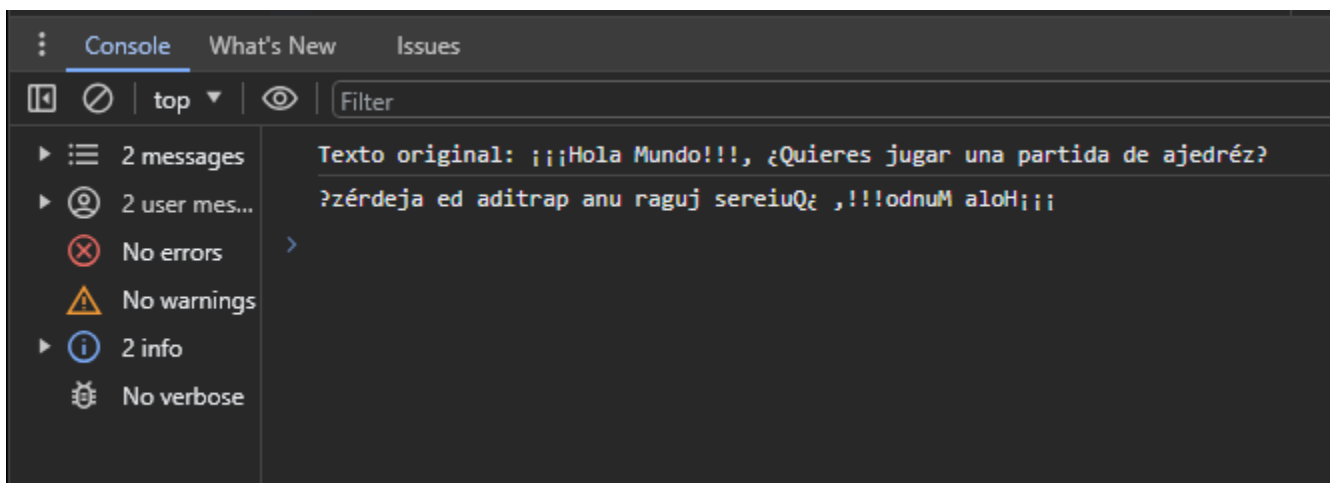 Console What's New Issues
top Filter
2 messages
2 user mes...
No errors
No warnings
2 info
No verbose
Texto original: ¡¡¡Hola Mundo!!!, ¿Quieres jugar una partida de ajedréz?
?zérdeja ed aditrap anu raguj sereiuQ¿ ,!!!odnuM aloH¡¡¡